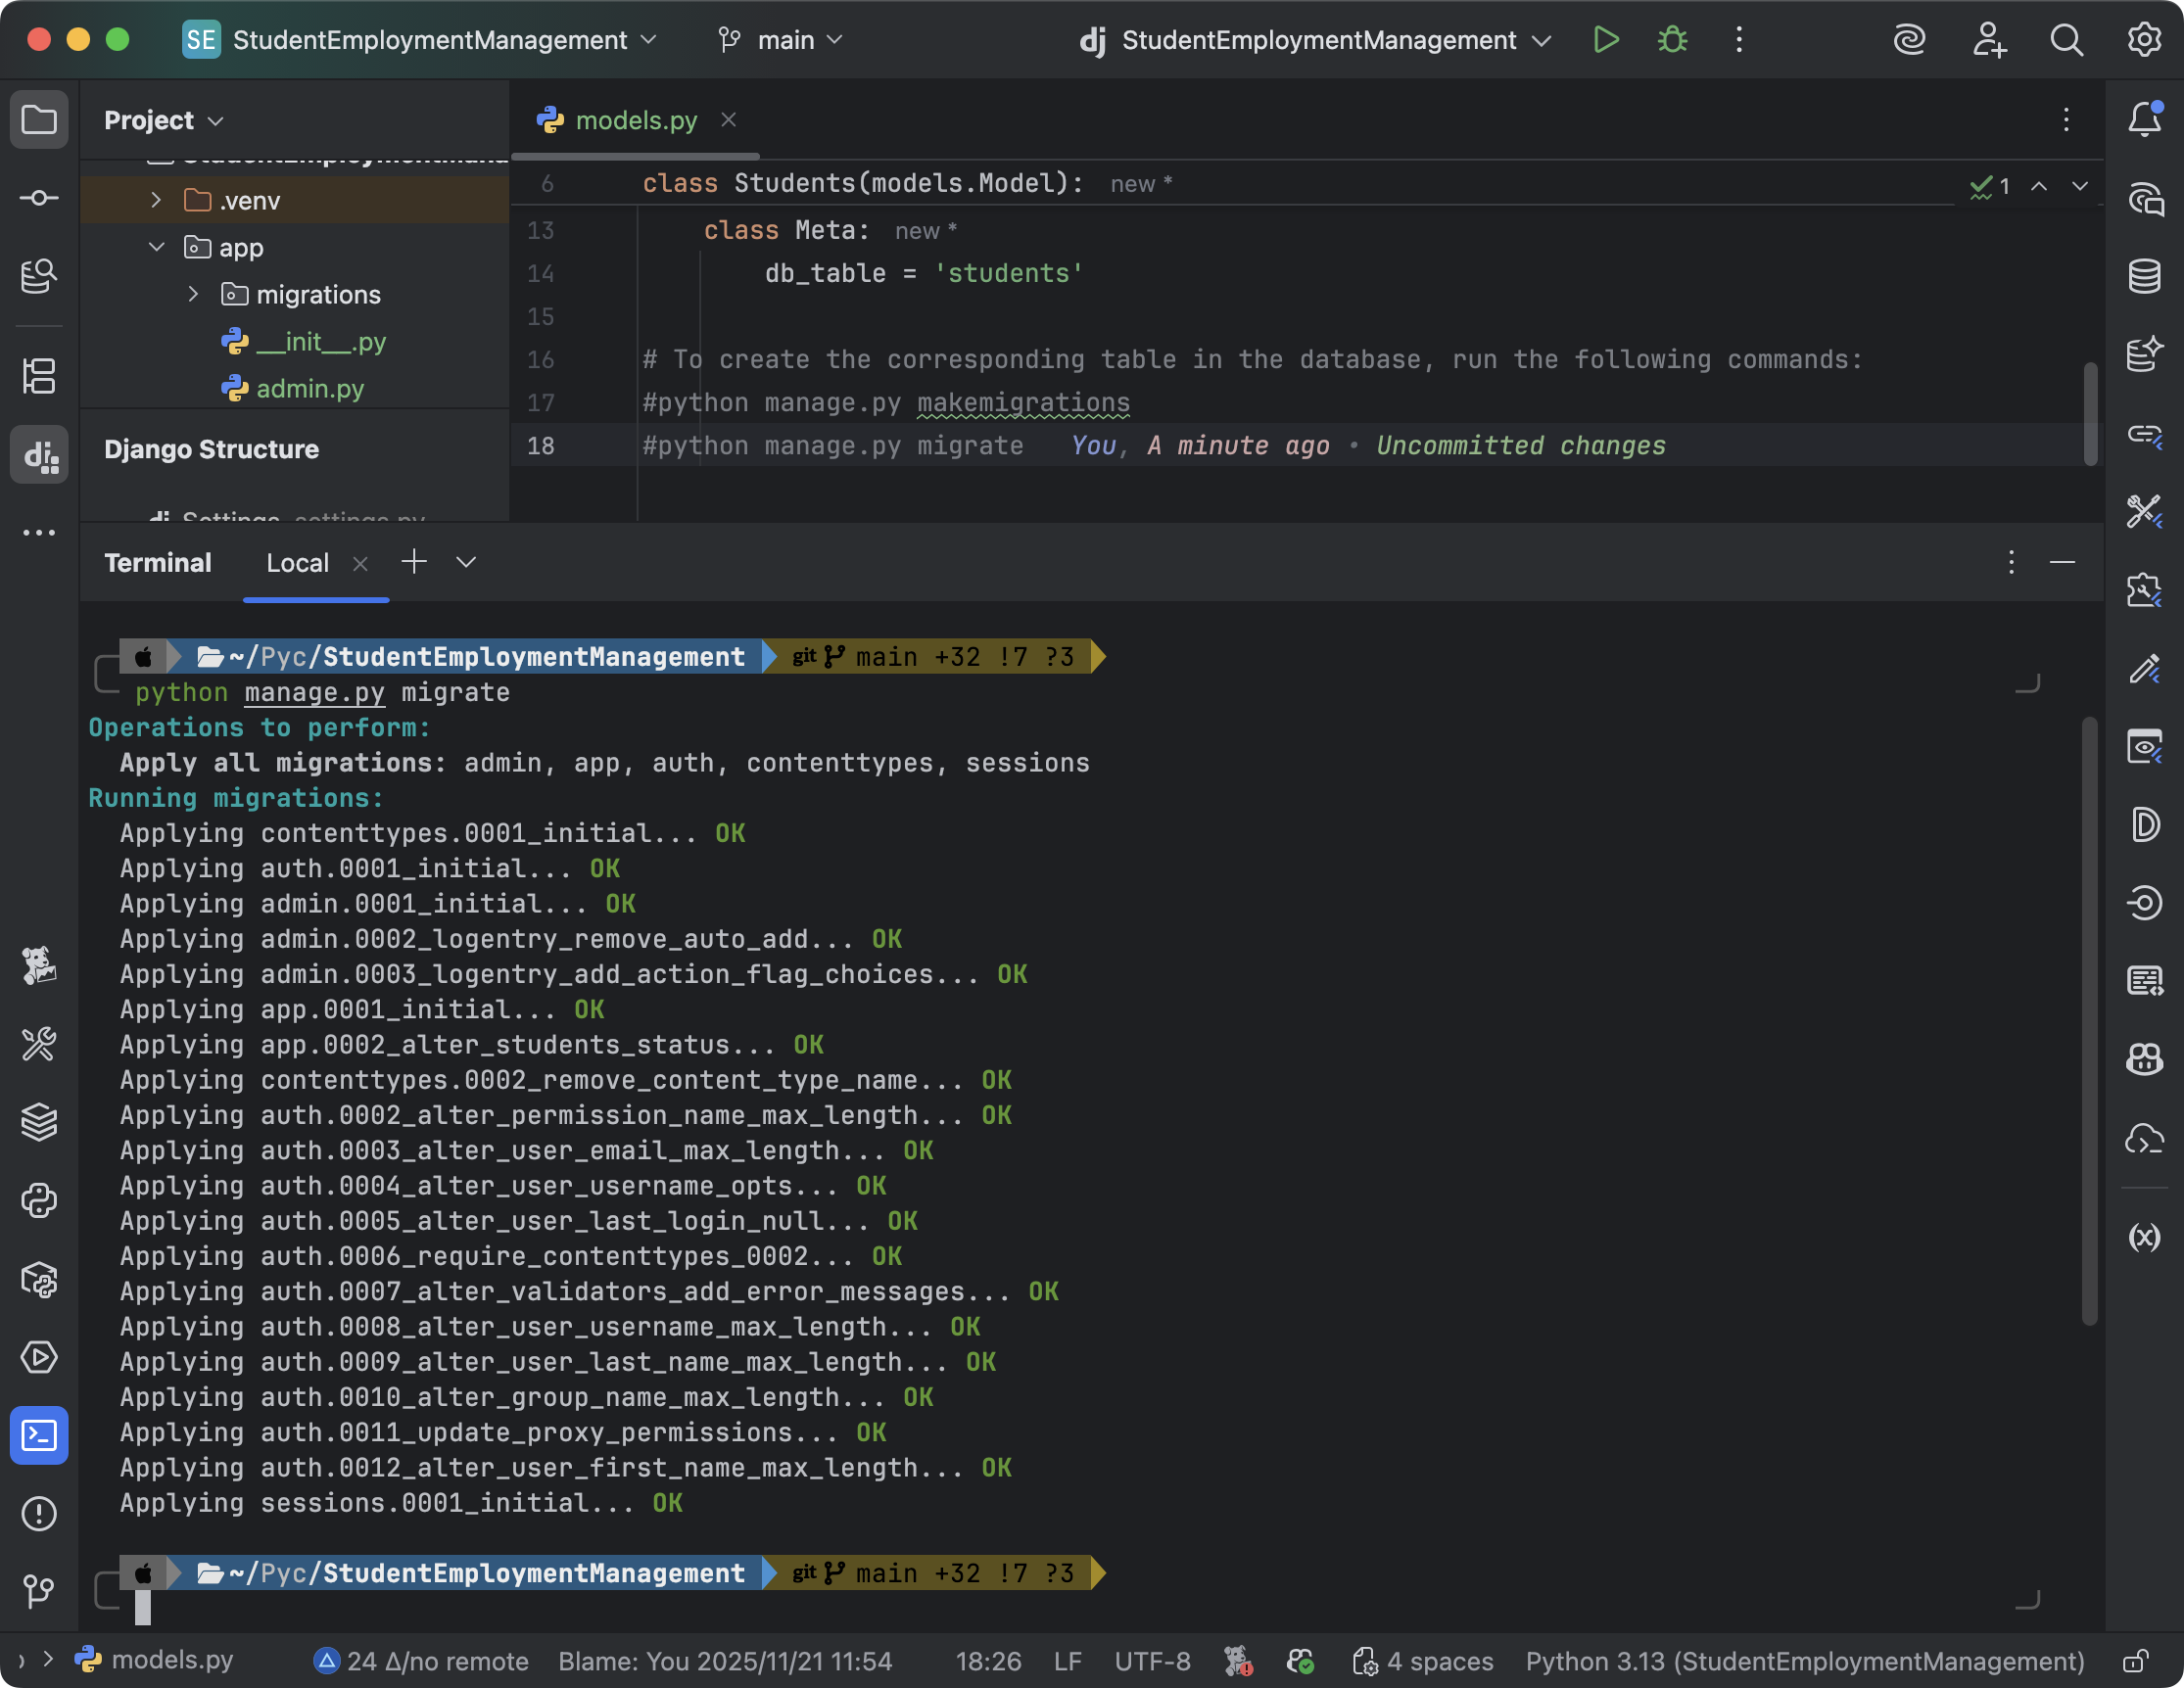 SE StudentEmploymentManagement main dj StudentEmploymentManagement
Project
.venv
app
migrations
__init__.py
admin.py
Django Structure
dj Settings settings.py
models.py
6 class Students(models.Model): new *
1
13 class Meta: new *
14 db_table = 'students'
15
16 # To create the corresponding table in the database, run the following commands:
17 #python manage.py makemigrations
18 #python manage.py migrate You, A minute ago • Uncommitted changes
Terminal Local
~/Pyc/StudentEmploymentManagement git main +32 !7 ?3
python manage.py migrate
Operations to perform:
Apply all migrations: admin, app, auth, contenttypes, sessions
Running migrations:
Applying contenttypes.0001_initial... OK
Applying auth.0001_initial... OK
Applying admin.0001_initial... OK
Applying admin.0002_logentry_remove_auto_add... OK
Applying admin.0003_logentry_add_action_flag_choices... OK
Applying app.0001_initial... OK
Applying app.0002_alter_students_status... OK
Applying contenttypes.0002_remove_content_type_name... OK
Applying auth.0002_alter_permission_name_max_length... OK
Applying auth.0003_alter_user_email_max_length... OK
Applying auth.0004_alter_user_username_opts... OK
Applying auth.0005_alter_user_last_login_null... OK
Applying auth.0006_require_contenttypes_0002... OK
Applying auth.0007_alter_validators_add_error_messages... OK
Applying auth.0008_alter_user_username_max_length... OK
Applying auth.0009_alter_user_last_name_max_length... OK
Applying auth.0010_alter_group_name_max_length... OK
Applying auth.0011_update_proxy_permissions... OK
Applying auth.0012_alter_user_first_name_max_length... OK
Applying sessions.0001_initial... OK
~/Pyc/StudentEmploymentManagement git main +32 !7 ?3
models.py 24 Δ/no remote Blame: You 2025/11/21 11:54 18:26 LF UTF-8 4 spaces Python 3.13 (StudentEmploymentManagement)